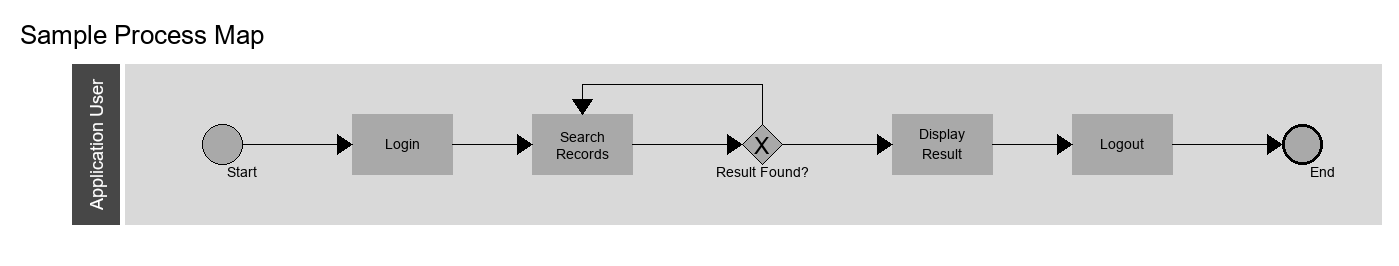 Sample Process Map
Application User
Start
Login
Search
Records
X
Result Found?
Display
Result
Logout
End